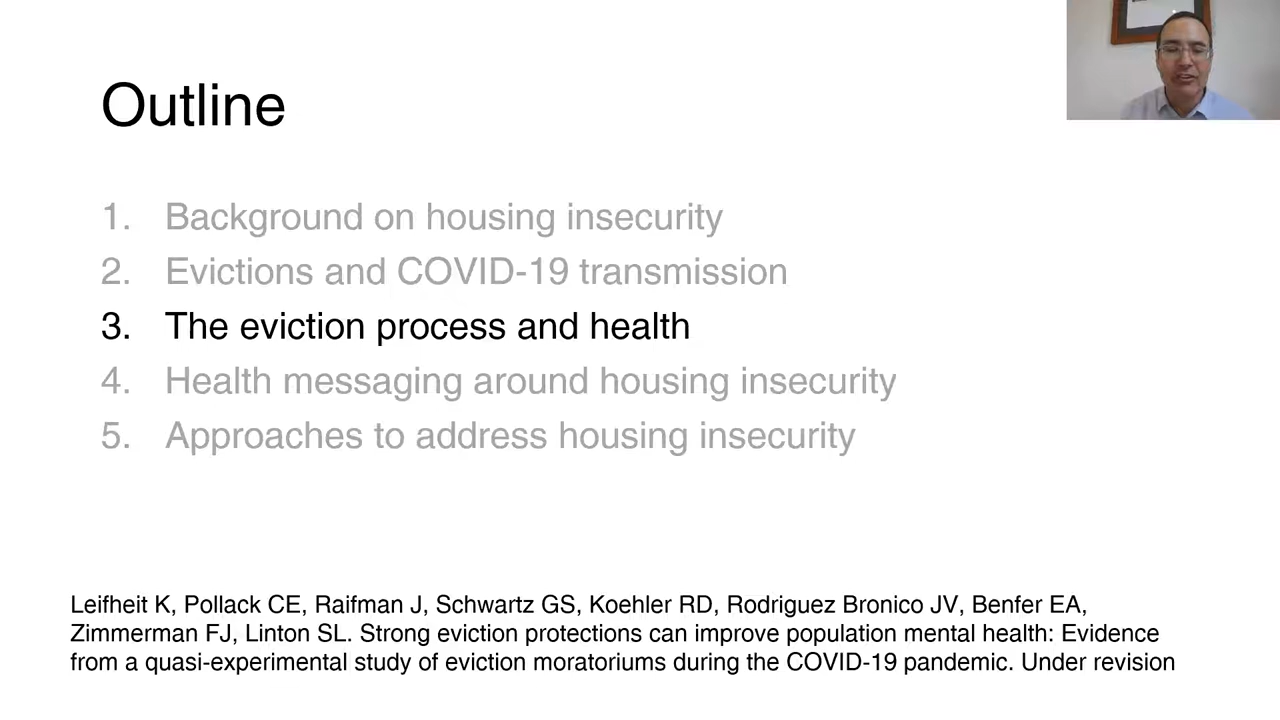 Outline
1. Background on housing insecurity
2. Evictions and COVID-19 transmission
3. The eviction process and health
4. Health messaging around housing insecurity
5. Approaches to address housing insecurity
Leifheit K, Pollack CE, Raifman J, Schwartz GS, Koehler RD, Rodriguez Bronico JV, Benfer EA,
Zimmerman FJ, Linton SL. Strong eviction protections can improve population mental health: Evidence
from a quasi-experimental study of eviction moratoriums during the COVID-19 pandemic. Under revision